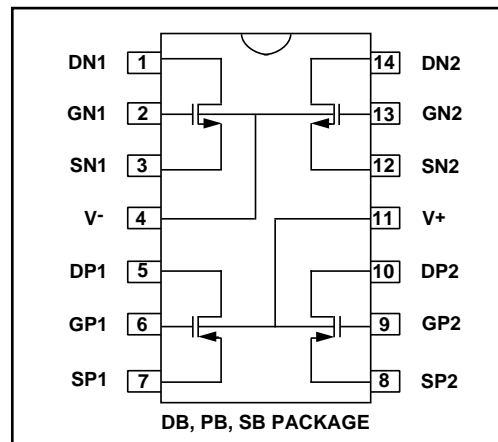 DN1 1 14 DN2
GN1 2 13 GN2
SN1 3 12 SN2
V- 4 11 V+
DP1 5 10 DP2
GP1 6 9 GP2
SP1 7 8 SP2
DB, PB, SB PACKAGE